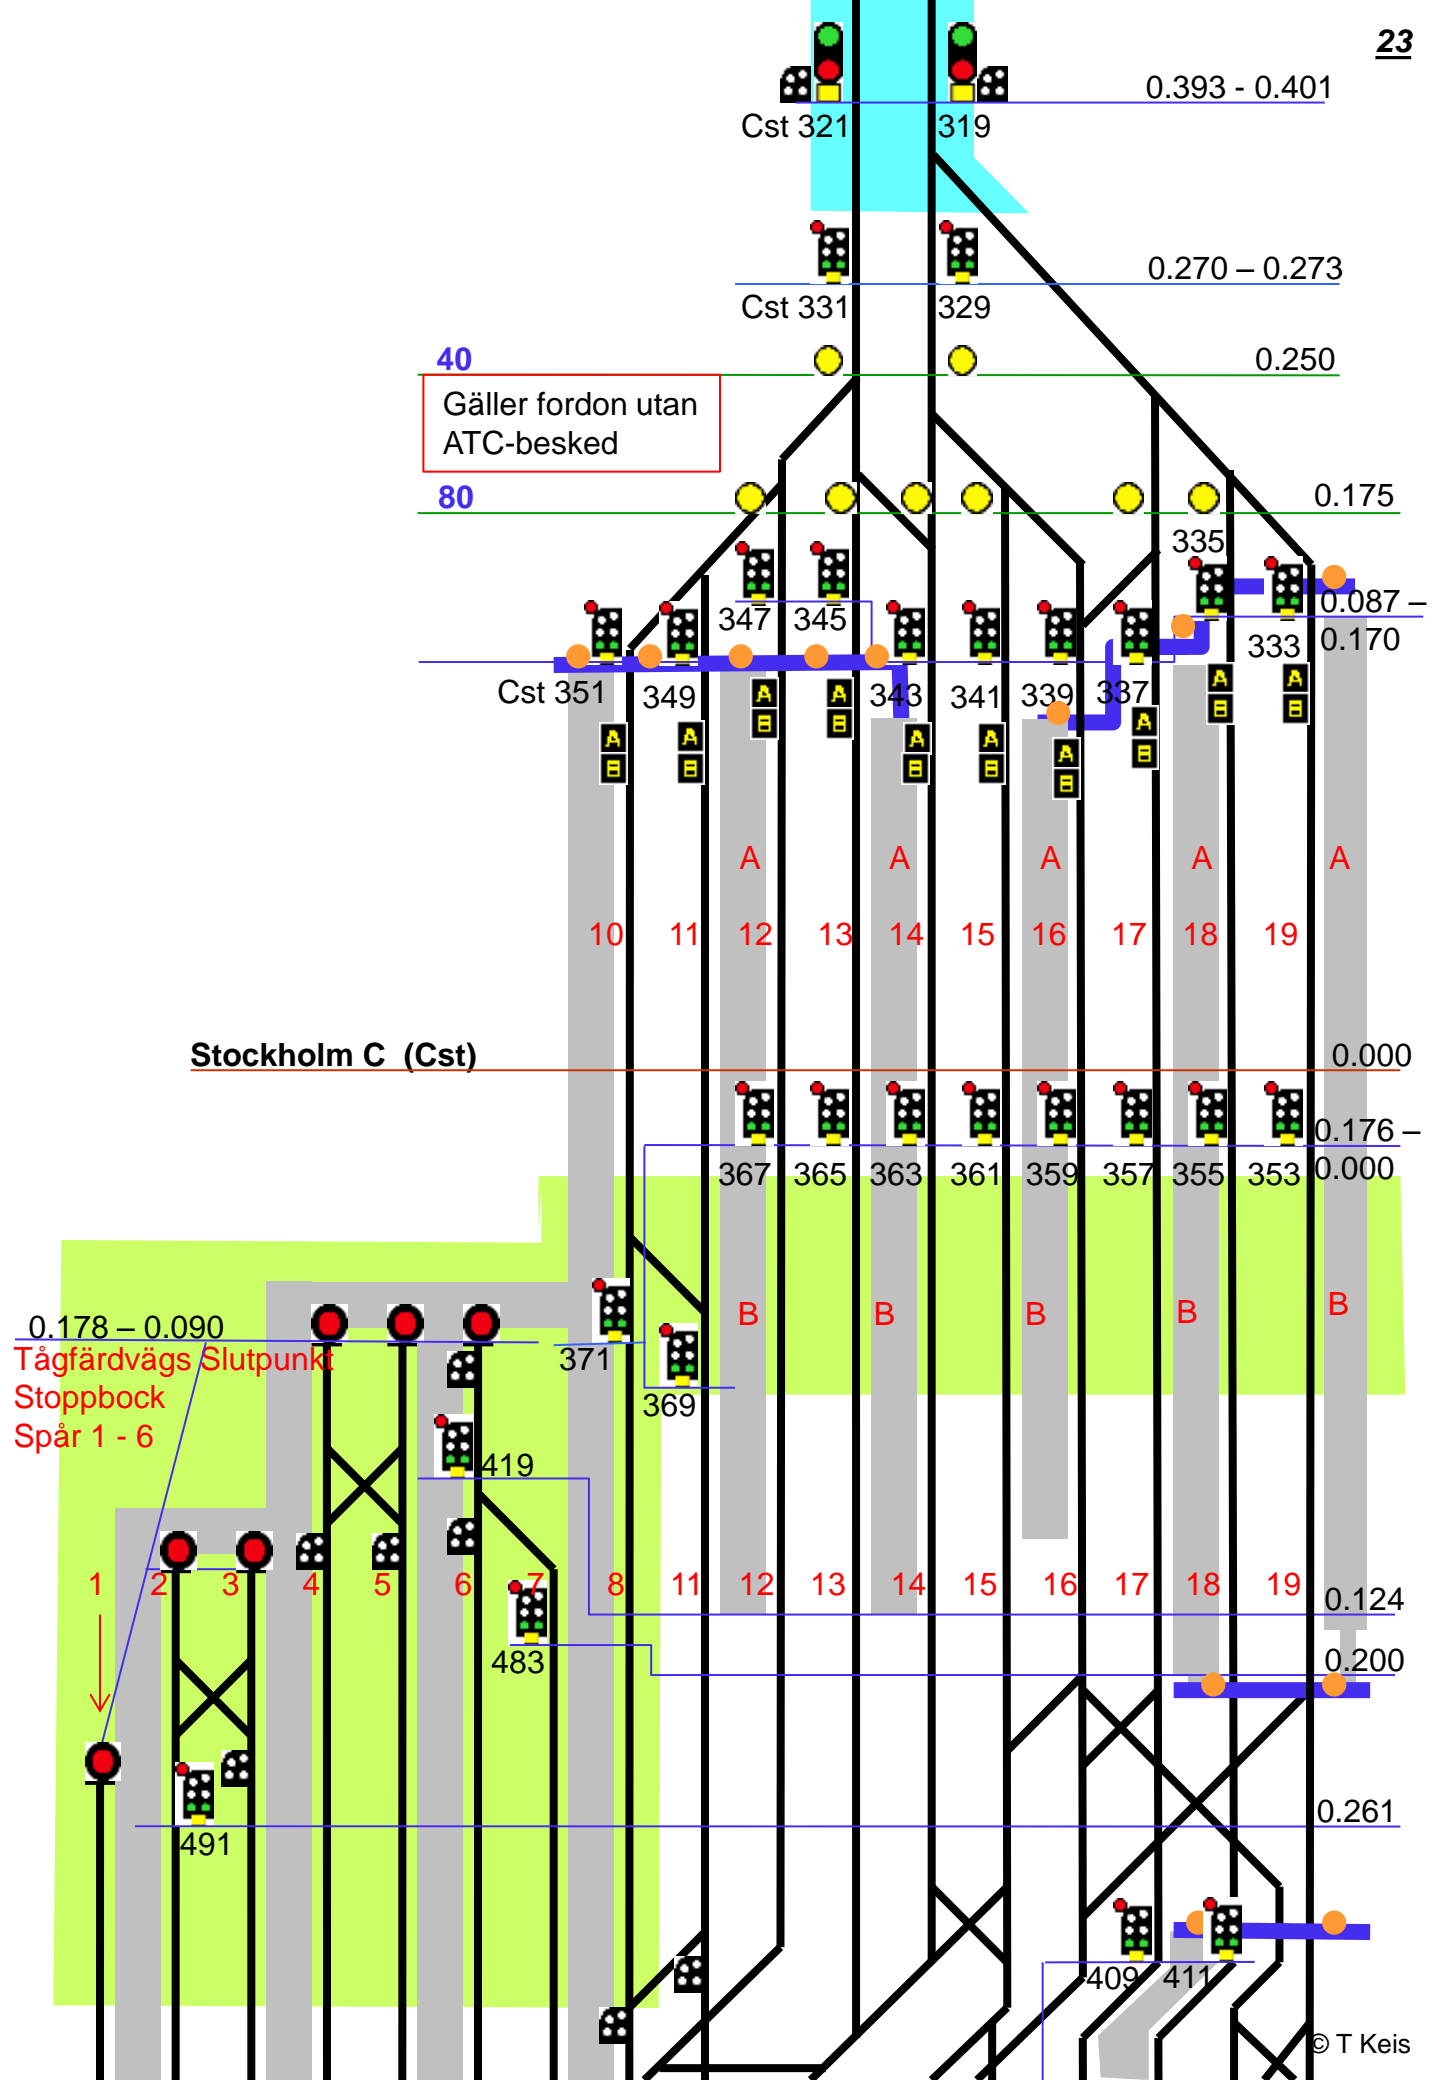 23
0.393 - 0.401
Cst 321
319
0.270 – 0.273
Cst 331
329
40
0.250
Gäller fordon utan
ATC-besked
80
0.175
335
347
345
0.087 –
0.170
333
Cst 351
349
343
341
339
337
A
B
A
B
A
B
A
B
A
B
A
B
A
B
A
B
A
B
A
B
A
A
A
A
A
10
11
12
13
14
15
16
17
18
19
Stockholm C (Cst)
0.000
0.176 –
0.000
367
365
363
361
359
357
355
353
B
B
B
B
B
0.178 – 0.090
Tågfärdvägs Slutpunkt
Stoppbock
Spår 1 - 6
371
369
419
1
2
3
4
5
6
7
8
11
12
13
14
15
16
17
18
19
0.124
483
0.200
0.261
491
409
411
© T Keis